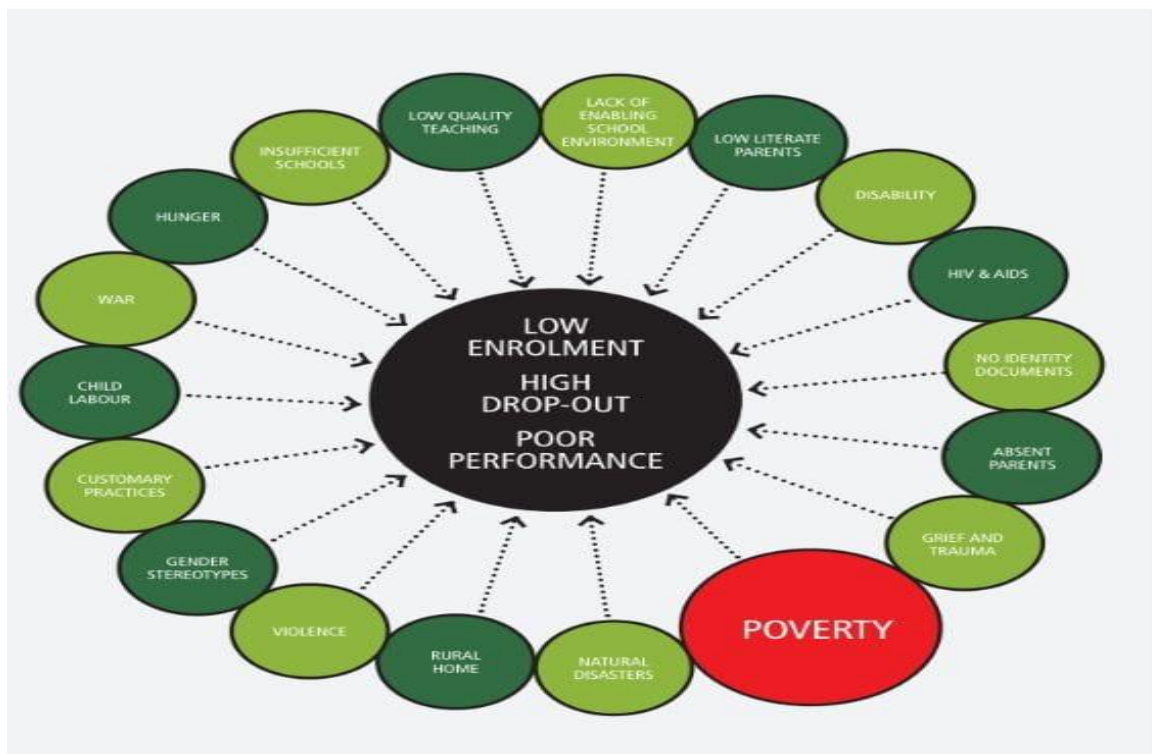 LOW QUALITY
TEACHING
LACK OF
ENABLING
SCHOOL
ENVIRONMENT
LOW LITERATE
PARENTS
DISABILITY
HIV & AIDS
NO IDENTITY
DOCUMENTS
ABSENT
PARENTS
GRIEF AND
TRAUMA
POVERTY
NATURAL
DISASTERS
RURAL
HOME
VIOLENCE
GENDER
STEREOTYPES
CUSTOMARY
PRACTICES
CHILD
LABOUR
WAR
HUNGER
INSUFFICIENT
SCHOOLS
LOW
ENROLMENT
HIGH
DROP-OUT
POOR
PERFORMANCE